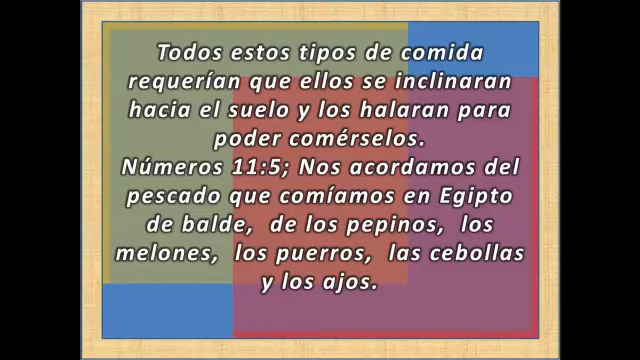 Todos estos tipos de comida
requerían que ellos se inclinaran
hacia el suelo y los halaran para
poder comérselos.
Números 11:5; Nos acordamos del
pescado que comíamos en Egipto
de balde, de los pepinos, los
melones, los puerros, las cebollas
y los ajos.